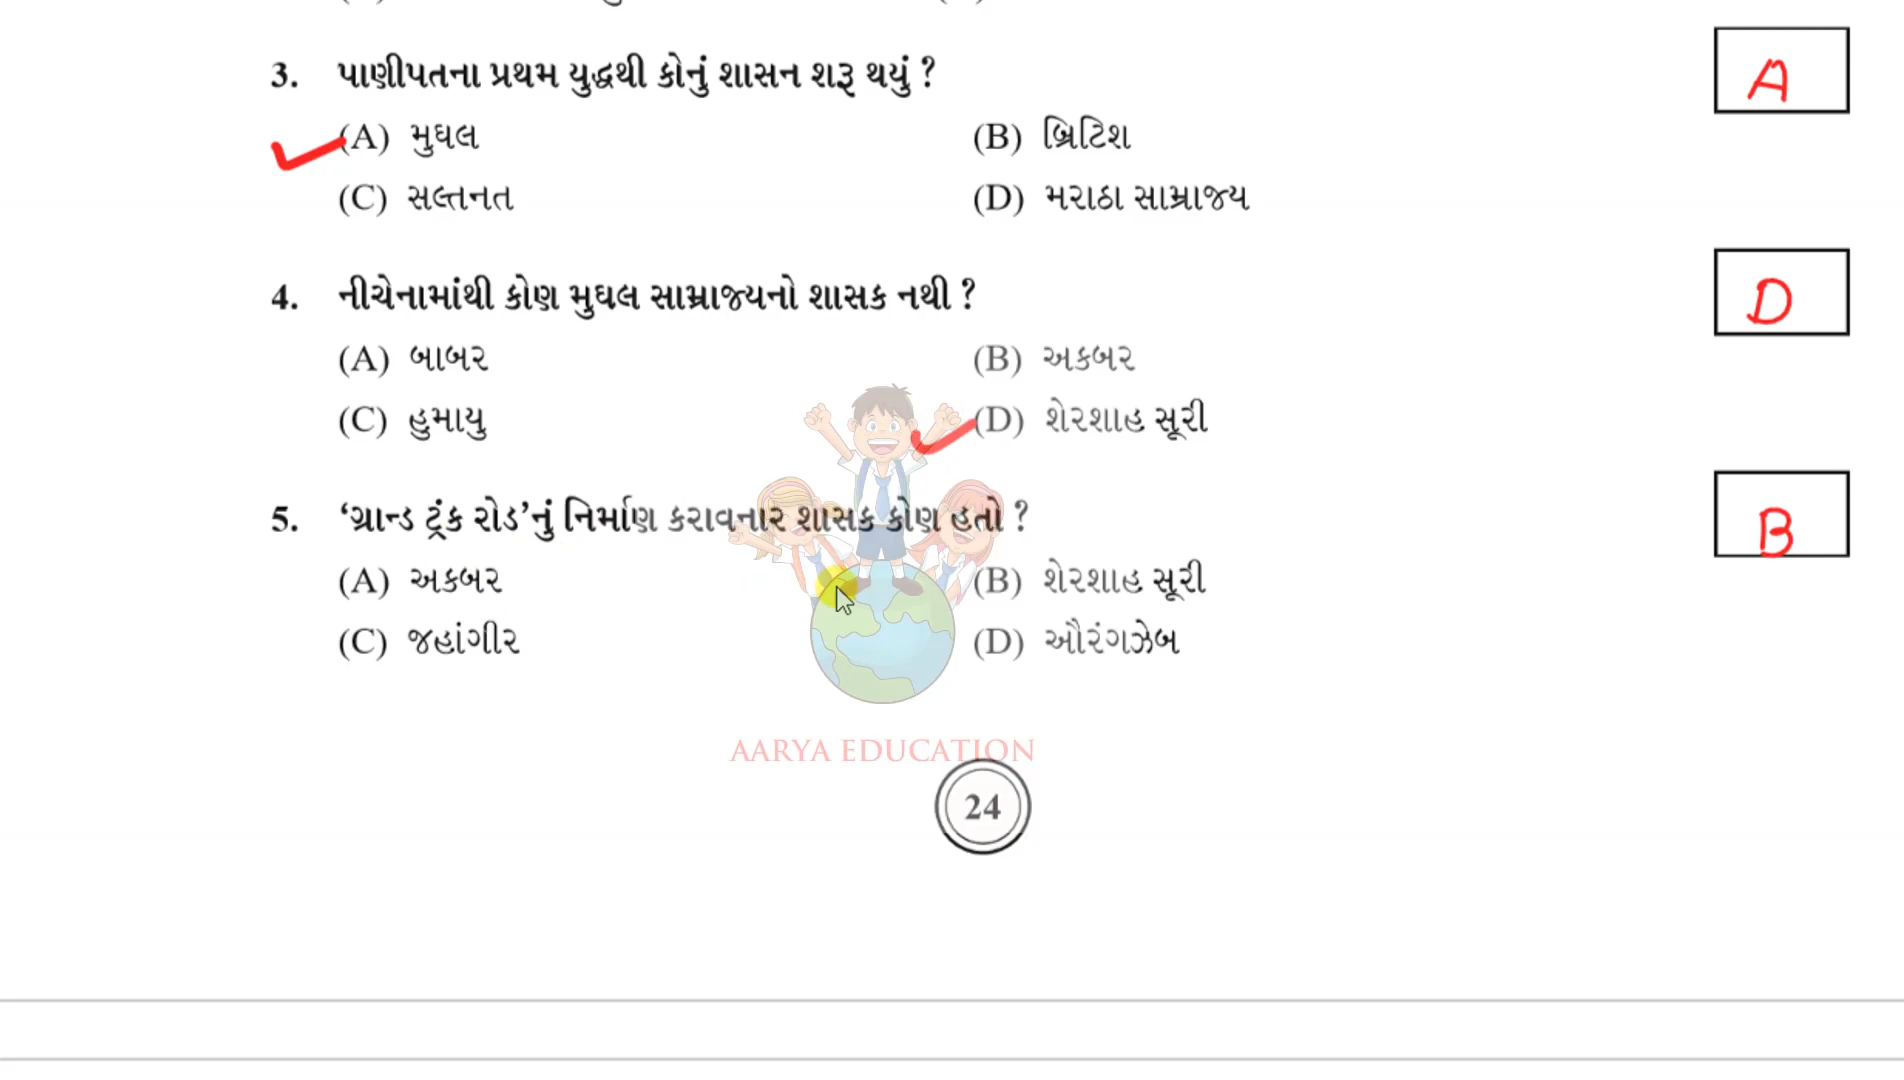 3. પાણીપતના પ્રથમ યુદ્ધથી કોનું શાસન શરૂ થયું ? A
(A) મુઘલ (B) બ્રિટિશ
(C) સલ્તનત (D) મરાઠા સામ્રાજ્ય
4. નીચેનામાંથી કોણ મુઘલ સામ્રાજ્યનો શાસક નથી ? D
(A) બાબર (B) અકબર
(C) હુમાયુ (D) શેરશાહ સૂરી
5. ‘ગ્રાન્ડ ટ્રંક રોડ’નું નિર્માણ કરાવનાર શાસક કોણ હતો ? B
(A) અકબર (B) શેરશાહ સૂરી
(C) જહાંગીર (D) ઔરંગઝેબ
AARYA EDUCATION
24